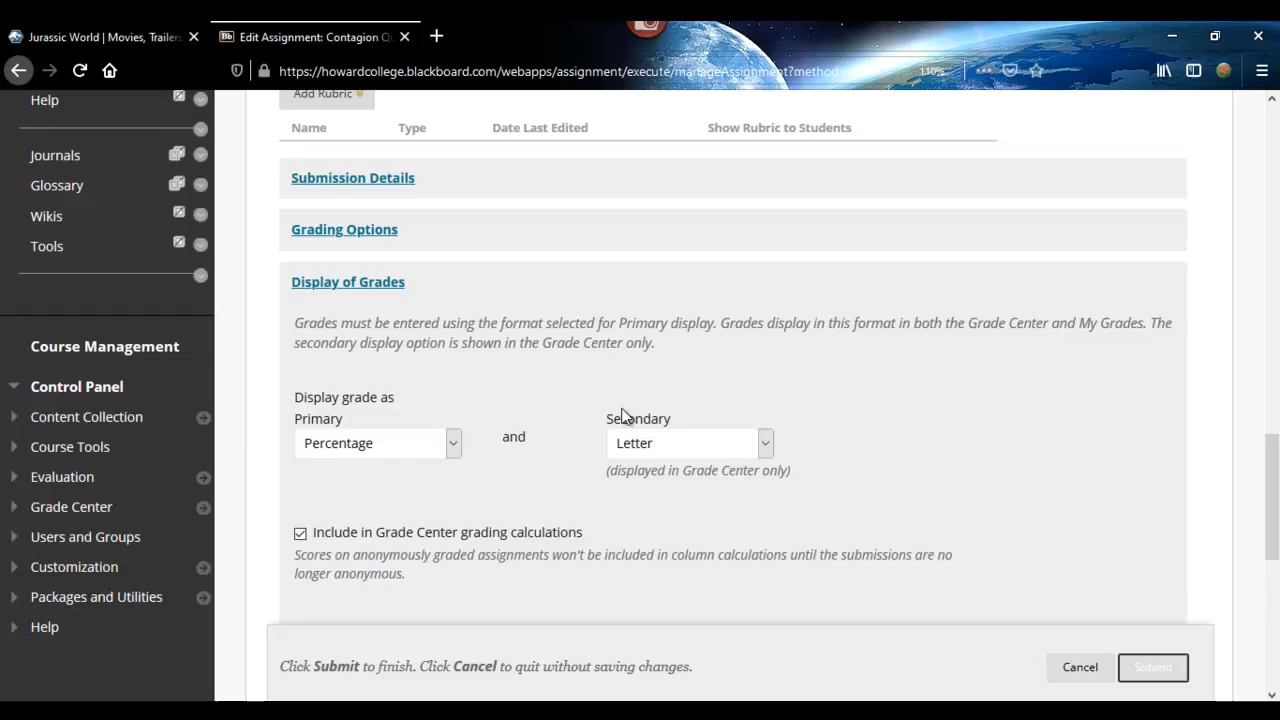 Jurassic World | Movies, Trailer
Bb Edit Assignment: Contagion Qu
https://howardcollege.blackboard.com/webapps/assignment/execute/manageAssignment?method=
110%
Help
Journals
Glossary
Wikis
Tools
Course Management
Control Panel
Content Collection
Course Tools
Evaluation
Grade Center
Users and Groups
Customization
Packages and Utilities
Help
Add Rubric
Name Type Date Last Edited Show Rubric to Students
Submission Details
Grading Options
Display of Grades
Grades must be entered using the format selected for Primary display. Grades display in this format in both the Grade Center and My Grades. The
secondary display option is shown in the Grade Center only.
Display grade as
Primary
Percentage
and
Secondary
Letter
(displayed in Grade Center only)
Include in Grade Center grading calculations
Scores on anonymously graded assignments won't be included in column calculations until the submissions are no
longer anonymous.
Click Submit to finish. Click Cancel to quit without saving changes.
Cancel Submit